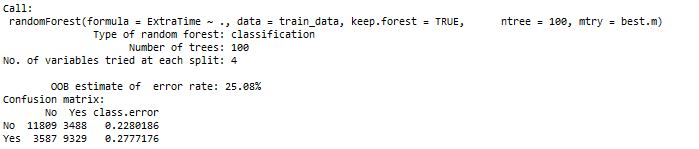 Call:
 randomForest(formula = ExtraTime ~ ., data = train_data, keep.forest = TRUE,      ntree = 100, mtry = best.m)
               Type of random forest: classification
                     Number of trees: 100
No. of variables tried at each split: 4

        OOB estimate of  error rate: 25.08%
Confusion matrix:
       No  Yes class.error
No  11809 3488   0.2280186
Yes  3587 9329   0.2777176